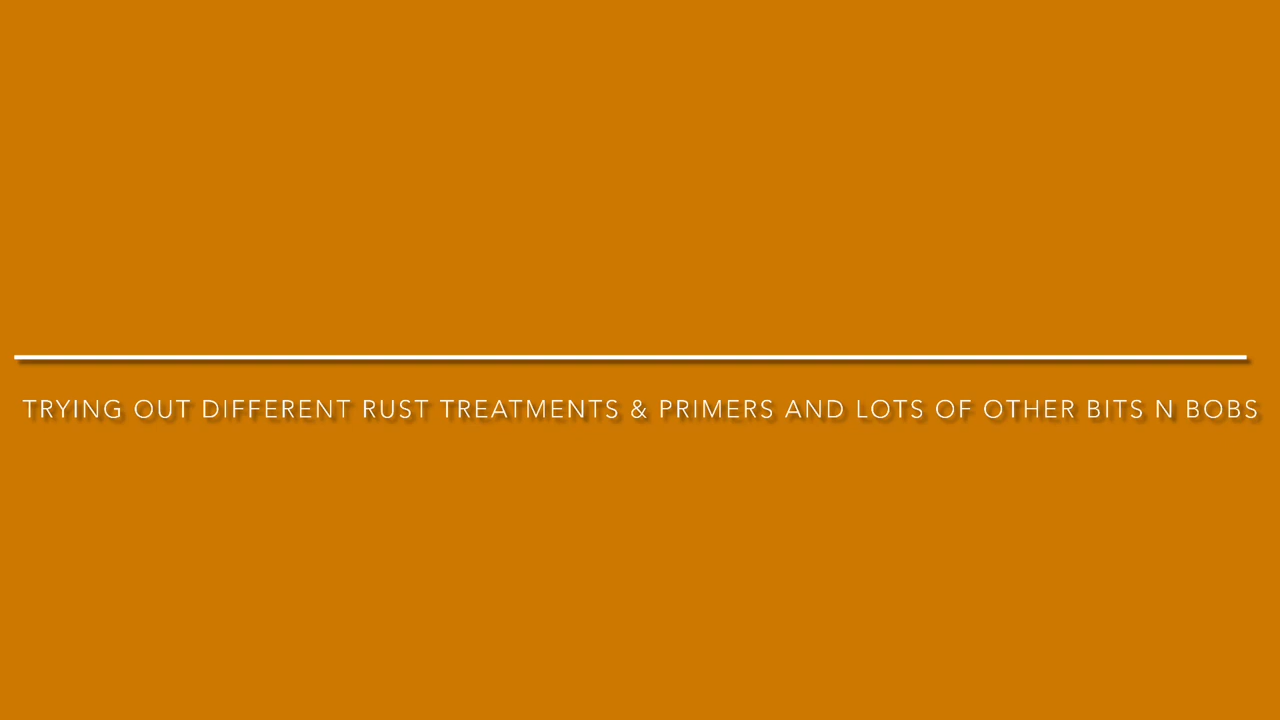 TRYING OUT DIFFERENT RUST TREATMENTS & PRIMERS AND LOTS OF OTHER BITS N BOBS